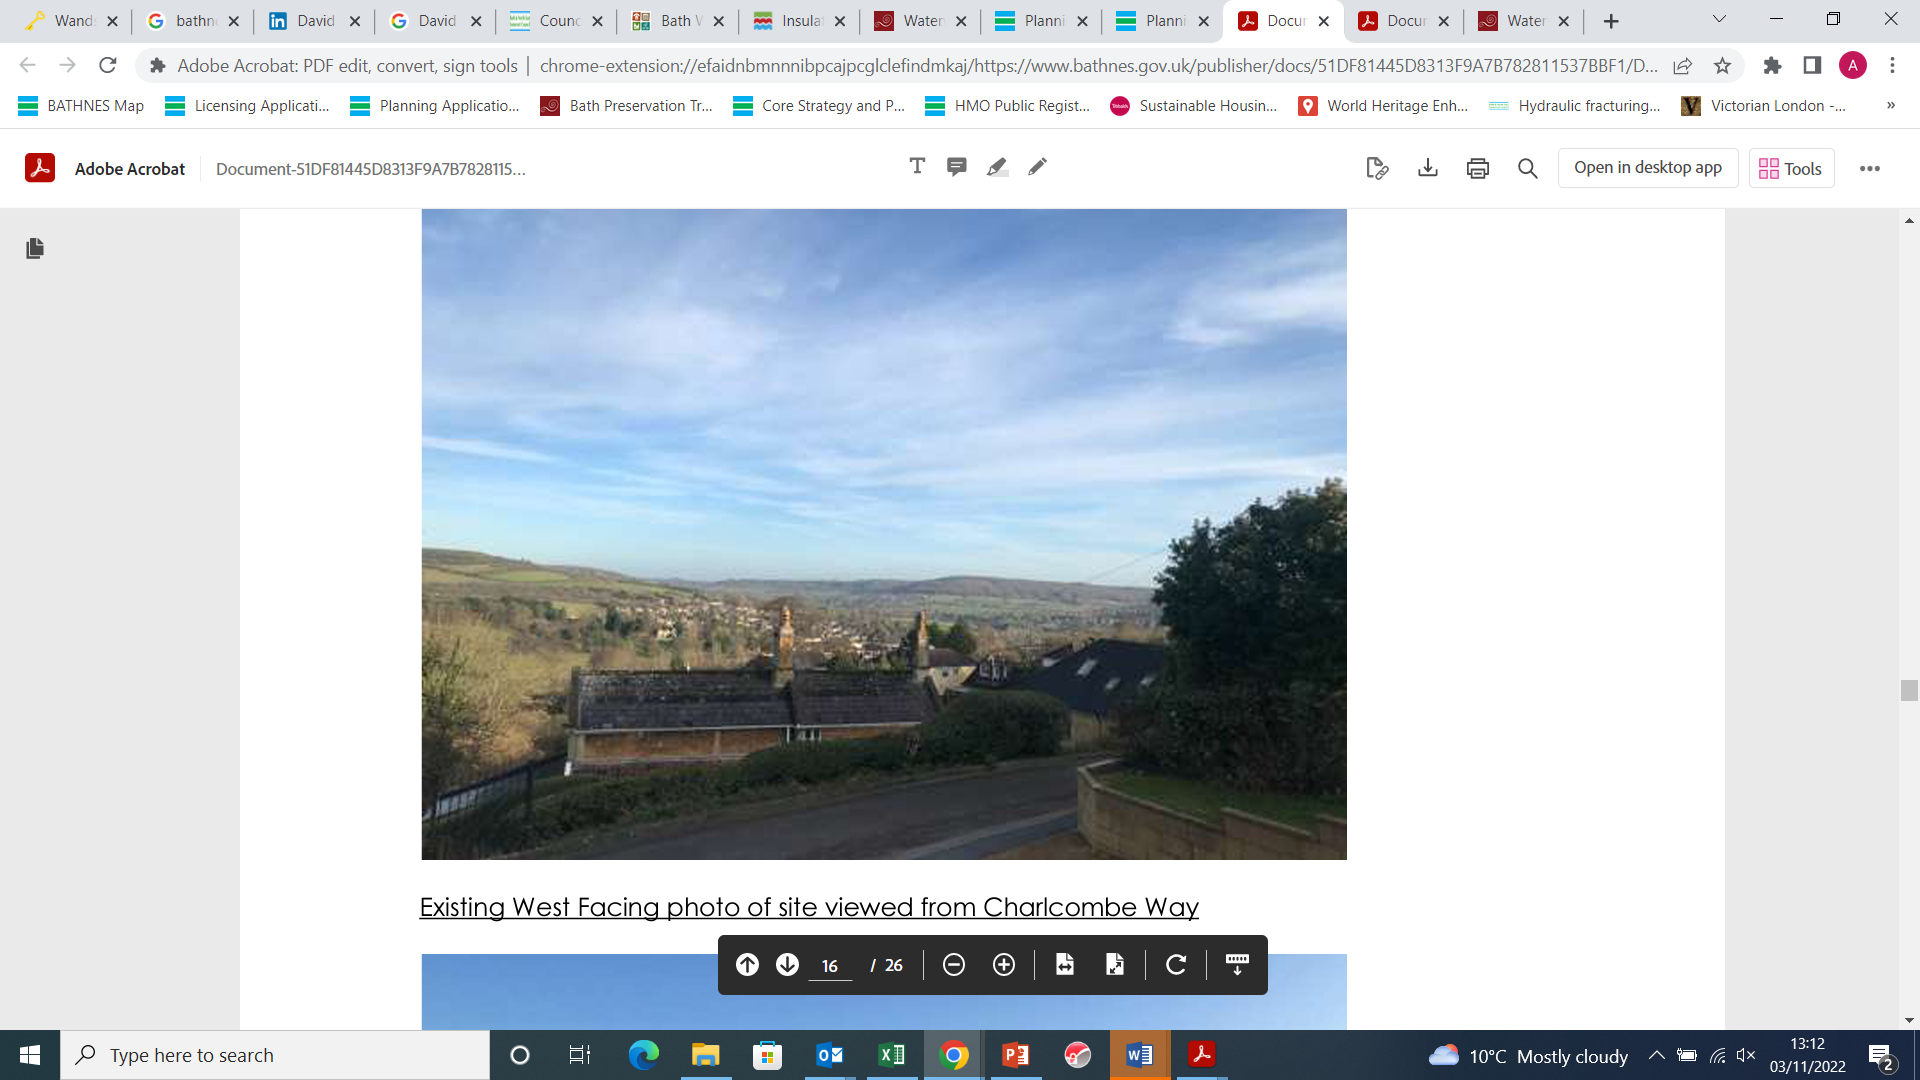 Wands
bathne
David
David
Counc
Bath V
Insulat
Water
Planni
Planni
Docur
Docur
Water
Adobe Acrobat: PDF edit, convert, sign tools | chrome-extension://efaidnbmnnnibpcajpcglclefindmkaj/https://www.bathnes.gov.uk/publisher/docs/51DF81445D8313F9A7B782811537BBF1/D...
A
BATHNES Map
Licensing Applicati...
Planning Applicatio...
Bath Preservation Tr...
Core Strategy and P...
HMO Public Regist...
Sustainable Housin...
World Heritage Enh...
Hydraulic fracturing...
Victorian London -...
»
Adobe Acrobat
Document-51DF81445D8313F9A7B7828115...
Open in desktop app
Tools
Existing West Facing photo of site viewed from Charlcombe Way
16 / 26
Type here to search
10°C Mostly cloudy
13:12
03/11/2022
2